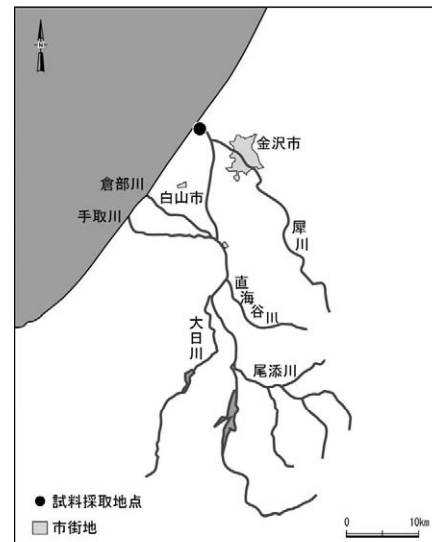 N
金沢市
倉部川
白山市
手取川
犀川
直海谷川
大日川
尾添川
試料採取地点
市街地
0 10km